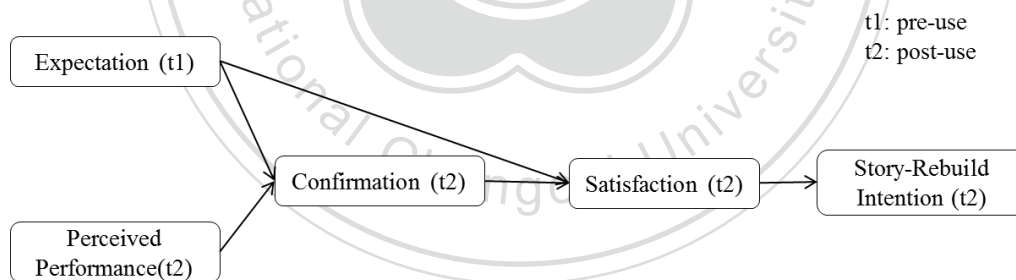 t1: pre-use
t2: post-use
Expectation (t1)
Confirmation (t2)
Satisfaction (t2)
Story-Rebuild
Intention (t2)
Perceived
Performance(t2)